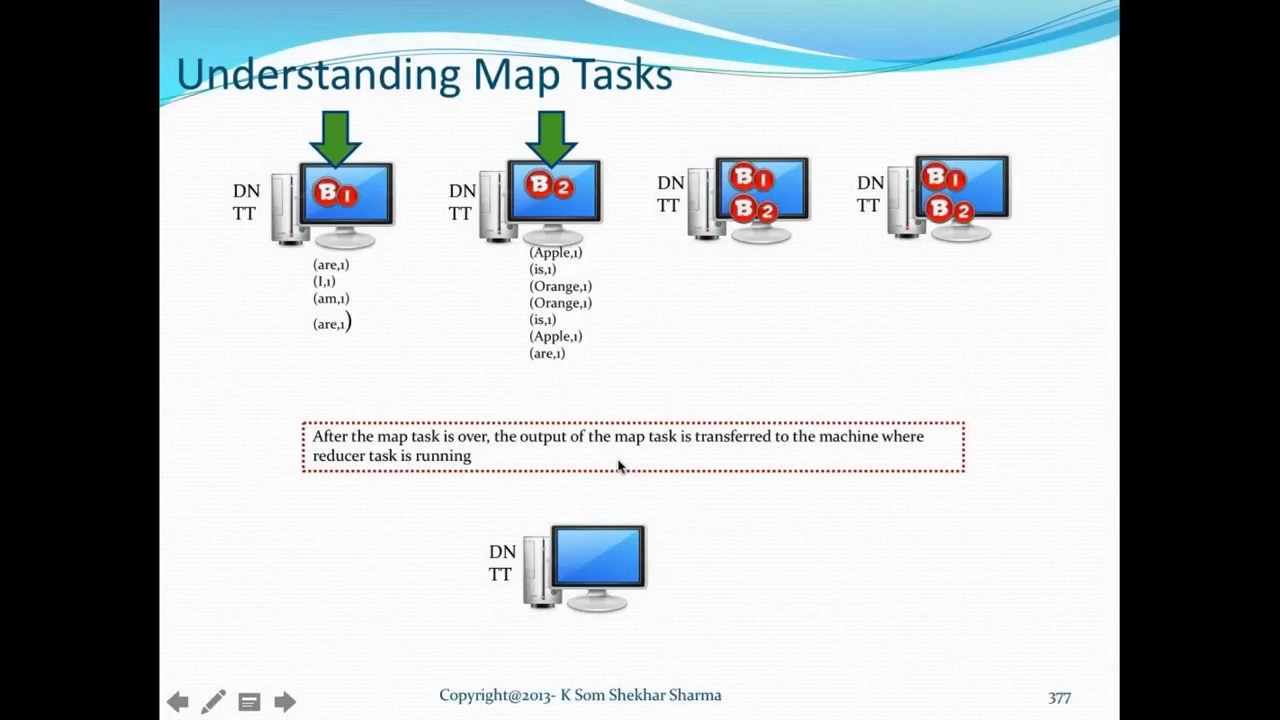 Understanding Map Tasks
DN
TT
B1
DN
TT
B2
DN
TT
B1
B2
DN
TT
B1
B2
(are,1)
(I,1)
(am,1)
(are,1)
(Apple,1)
(is,1)
(Orange,1)
(Orange,1)
(is,1)
(Apple,1)
(are,1)
After the map task is over, the output of the map task is transferred to the machine where
reducer task is running
DN
TT
Copyright@2013- K Som Shekhar Sharma
377